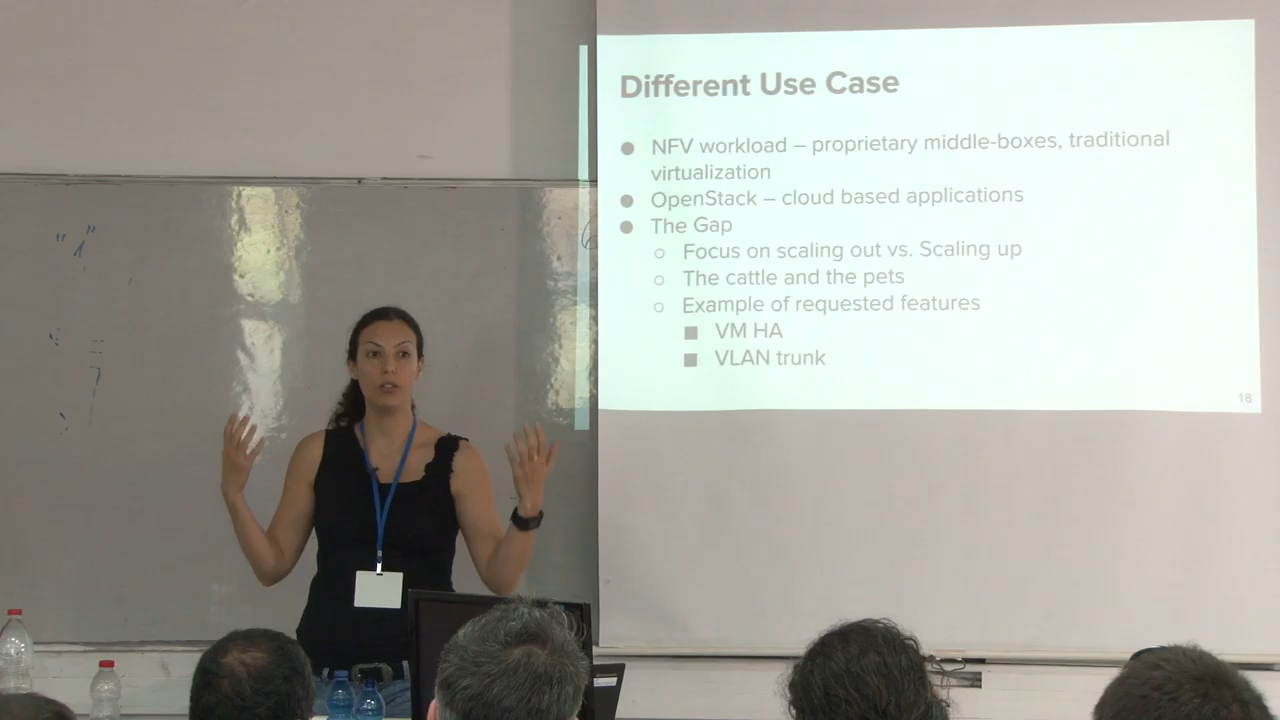 Different Use Case
● NFV workload – proprietary middle-boxes, traditional
virtualization
● OpenStack – cloud based applications
● The Gap
○ Focus on scaling out vs. Scaling up
○ The cattle and the pets
○ Example of requested features
■ VM HA
■ VLAN trunk
18